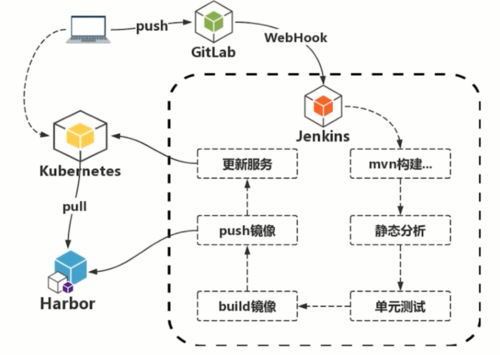 push
GitLab
WebHook
Jenkins
Kubernetes
更新服务
mvn构建...
pull
push镜像
静态分析
Harbor
build镜像
单元测试